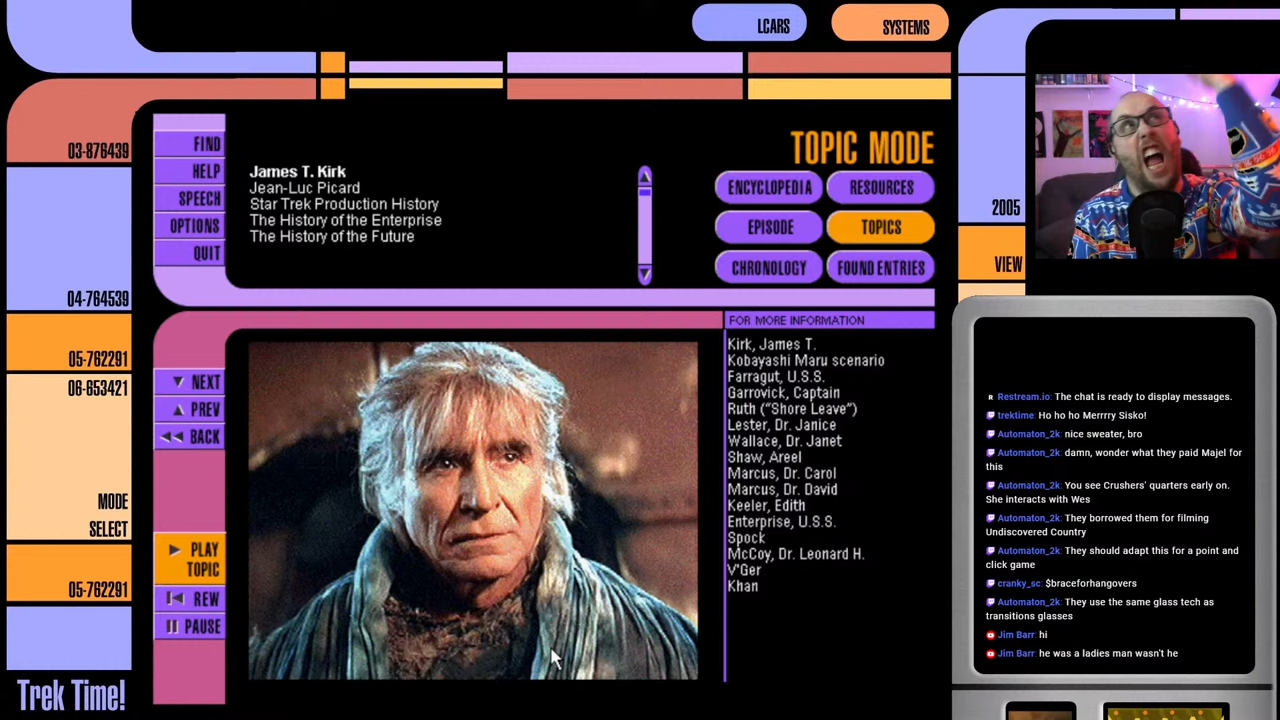 LCARS
SYSTEMS
03-876439
04-764539
05-762291
06-653421
MODE
SELECT
05-762291
Trek Time!
FIND
HELP
SPEECH
OPTIONS
QUIT
James T. Kirk
Jean-Luc Picard
Star Trek Production History
The History of the Enterprise
The History of the Future
TOPIC MODE
ENCYCLOPEDIA
RESOURCES
EPISODE
TOPICS
CHRONOLOGY
FOUND ENTRIES
NEXT
PREV
BACK
PLAY
TOPIC
REW
PAUSE
FOR MORE INFORMATION
Kirk, James T.
Kobayashi Maru scenario
Farragut, U.S.S.
Garrovick, Captain
Ruth (“Shore Leave”)
Lester, Dr. Janice
Wallace, Dr. Janet
Shaw, Areel
Marcus, Dr. Carol
Marcus, Dr. David
Keeler, Edith
Enterprise, U.S.S.
Spock
McCoy, Dr. Leonard H.
V'Ger
Khan
2005
VIEW
R Restream.io: The chat is ready to display messages.
trektime: Ho ho ho Merrrry Sisko!
Automaton_2k: nice sweater, bro
Automaton_2k: damn, wonder what they paid Majel for
this
Automaton_2k: You see Crushers' quarters early on.
She interacts with Wes
Automaton_2k: They borrowed them for filming
Undiscovered Country
Automaton_2k: They should adapt this for a point and
click game
cranky_sc: $braceforhangovers
Automaton_2k: They use the same glass tech as
transitions glasses
Jim Barr: hi
Jim Barr: he was a ladies man wasn't he